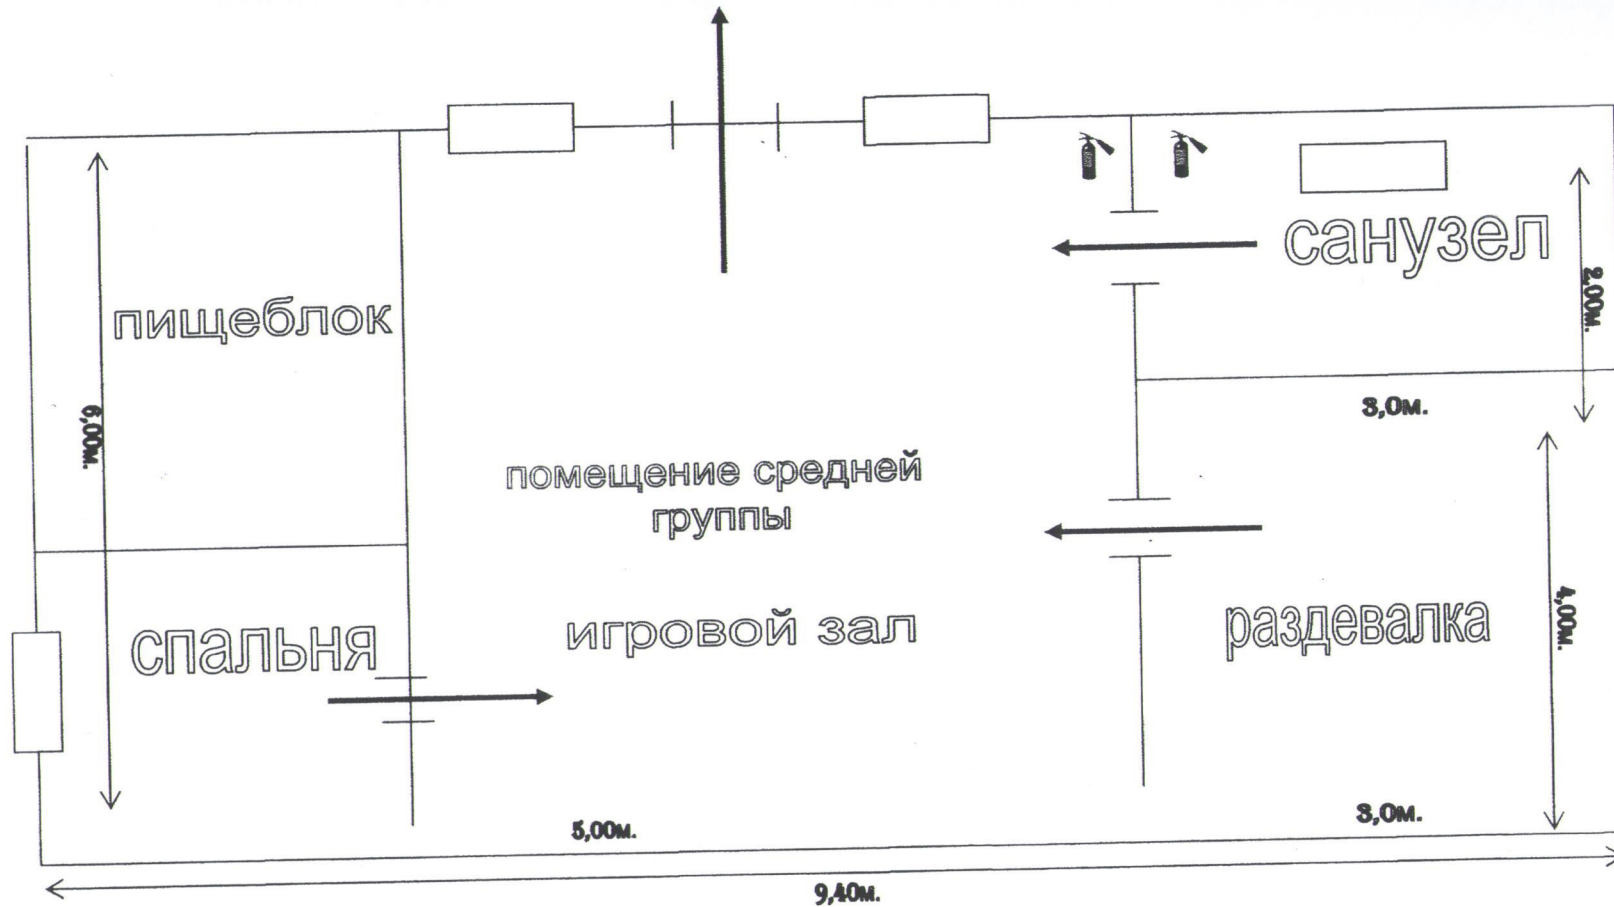 санузел
2,00м.
пищеблок
6,00м.
3,0м.
помещение средней
группы
игровой зал
спальня
раздевалка
4,00м.
5,00м.
3,0м.
9,40м.